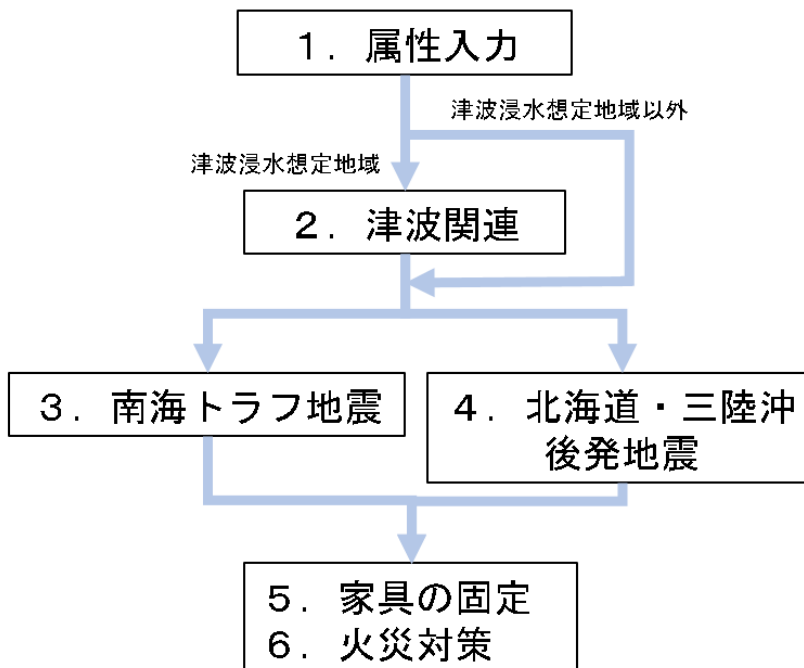 １．属性入力
津波浸水想定地域以外
津波浸水想定地域
２．津波関連
３．南海トラフ地震
４．北海道・三陸沖
後発地震
５．家具の固定
６．火災対策